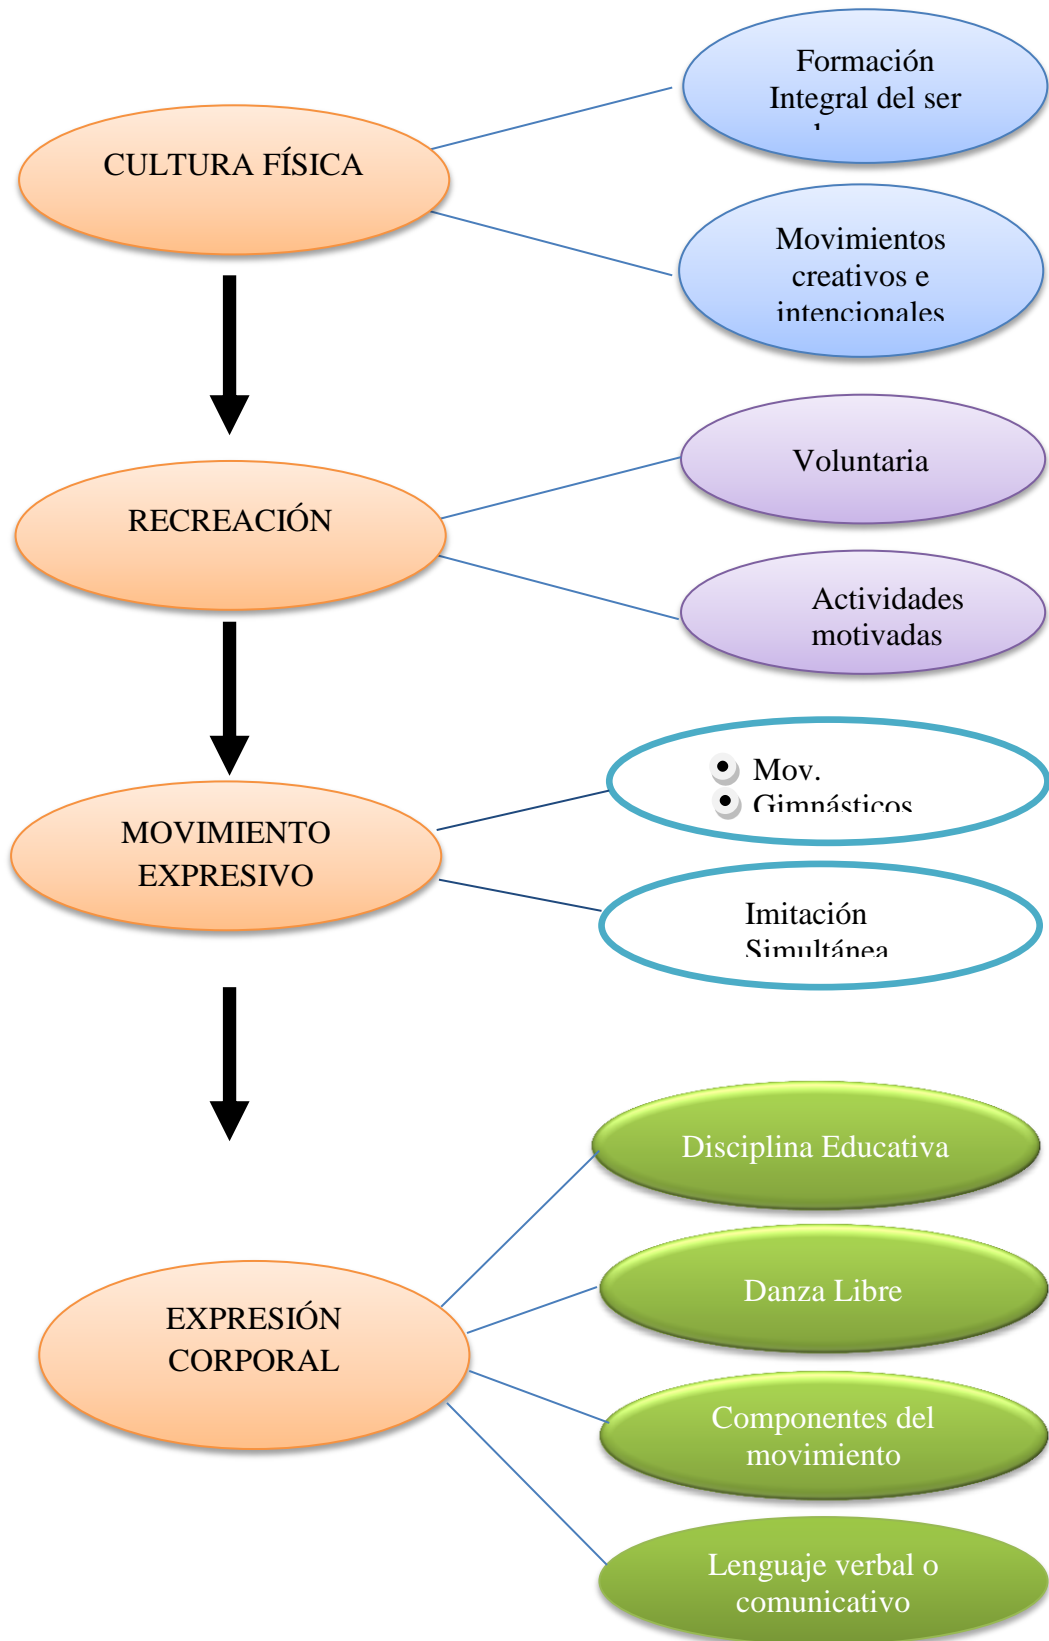 CULTURA FÍSICA
Formación
Integral del ser
Movimientos
creativos e
intencionales
RECREACIÓN
Voluntaria
Actividades
motivadas
MOVIMIENTO
EXPRESIVO
Mov.
Gimnásticos
Imitación
Simultánea
EXPRESIÓN
CORPORAL
Disciplina Educativa
Danza Libre
Componentes del
movimiento
Lenguaje verbal o
comunicativo